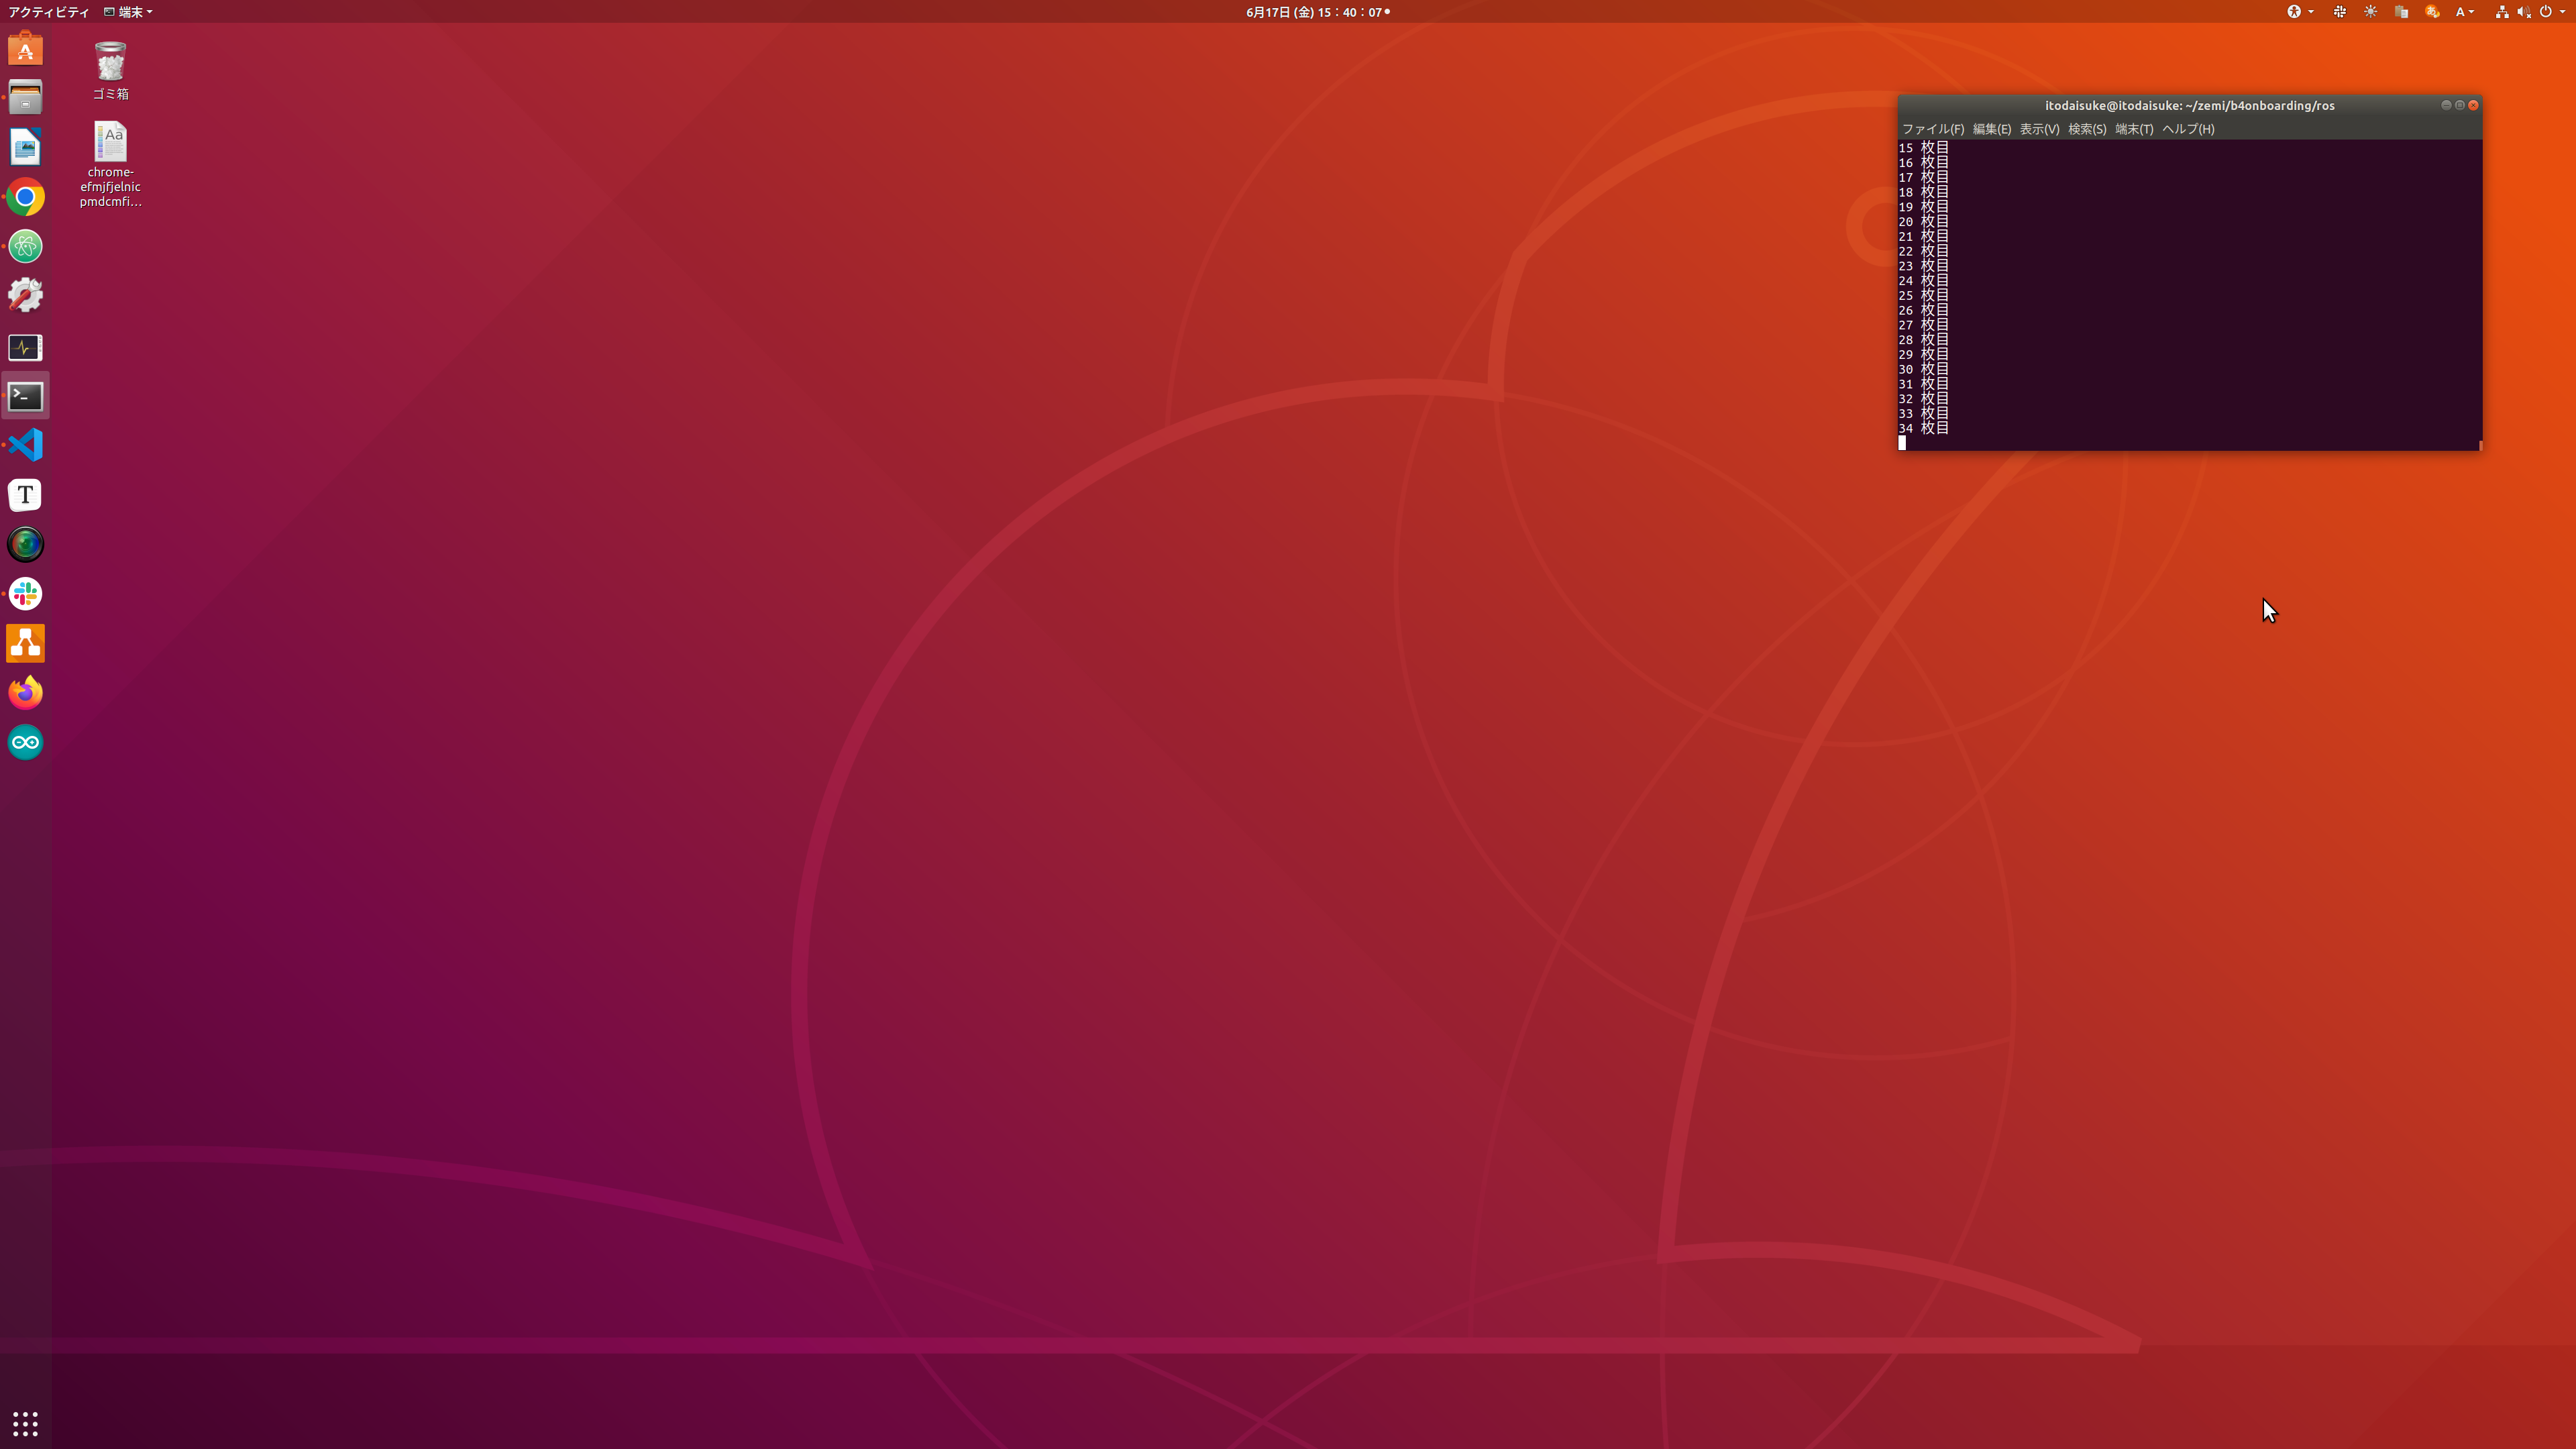 アクティビティ 端末
6月17日 (金) 15：40：07
あ A
ゴミ箱
Aa
chrome-
efmjfjelnic
pmdcmfi…
T
itodaisuke@itodaisuke: ~/zemi/b4onboarding/ros
ファイル(F) 編集(E) 表示(V) 検索(S) 端末(T) ヘルプ(H)
15 枚目
16 枚目
17 枚目
18 枚目
19 枚目
20 枚目
21 枚目
22 枚目
23 枚目
24 枚目
25 枚目
26 枚目
27 枚目
28 枚目
29 枚目
30 枚目
31 枚目
32 枚目
33 枚目
34 枚目